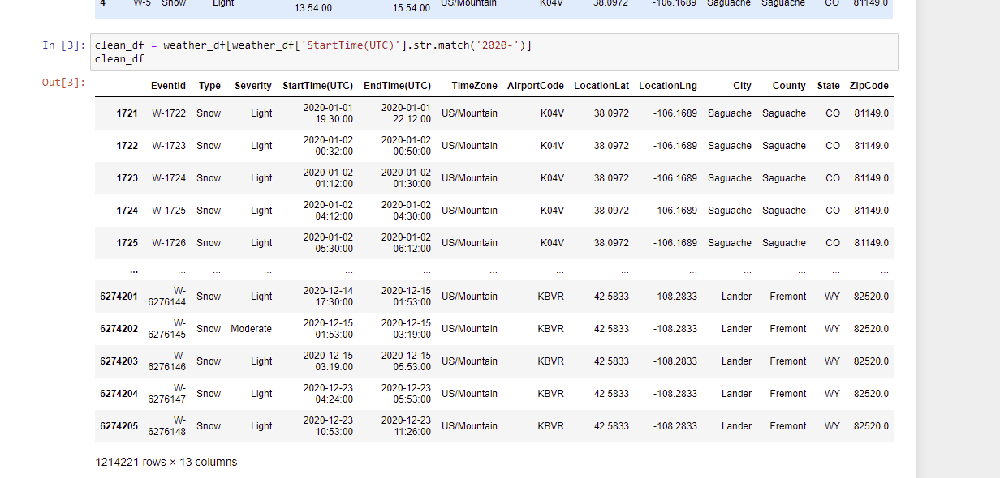 4 W-5 Snow Light 13:54:00 15:54:00 US/Mountain K04V 38.0972 -106.1689 Saguache Saguache CO 81149.0
In [3]: clean_df = weather_df[weather_df['StartTime(UTC)'].str.match('2020-')]
clean_df
Out[3]:
EventId Type Severity StartTime(UTC) EndTime(UTC) TimeZone AirportCode LocationLat LocationLng City County State ZipCode
1721 W-1722 Snow Light 2020-01-01 19:30:00 2020-01-01 22:12:00 US/Mountain K04V 38.0972 -106.1689 Saguache Saguache CO 81149.0
1722 W-1723 Snow Light 2020-01-02 00:32:00 2020-01-02 00:50:00 US/Mountain K04V 38.0972 -106.1689 Saguache Saguache CO 81149.0
1723 W-1724 Snow Light 2020-01-02 01:12:00 2020-01-02 01:30:00 US/Mountain K04V 38.0972 -106.1689 Saguache Saguache CO 81149.0
1724 W-1725 Snow Light 2020-01-02 04:12:00 2020-01-02 04:30:00 US/Mountain K04V 38.0972 -106.1689 Saguache Saguache CO 81149.0
1725 W-1726 Snow Light 2020-01-02 05:30:00 2020-01-02 06:12:00 US/Mountain K04V 38.0972 -106.1689 Saguache Saguache CO 81149.0
... ... ... ... ... ... ... ... ... ... ... ... ... ...
6274201 W-6276144 Snow Light 2020-12-14 17:30:00 2020-12-15 01:53:00 US/Mountain KBVR 42.5833 -108.2833 Lander Fremont WY 82520.0
6274202 W-6276145 Snow Moderate 2020-12-15 01:53:00 2020-12-15 03:19:00 US/Mountain KBVR 42.5833 -108.2833 Lander Fremont WY 82520.0
6274203 W-6276146 Snow Light 2020-12-15 03:19:00 2020-12-15 05:53:00 US/Mountain KBVR 42.5833 -108.2833 Lander Fremont WY 82520.0
6274204 W-6276147 Snow Light 2020-12-23 04:24:00 2020-12-23 05:53:00 US/Mountain KBVR 42.5833 -108.2833 Lander Fremont WY 82520.0
6274205 W-6276148 Snow Light 2020-12-23 10:53:00 2020-12-23 11:26:00 US/Mountain KBVR 42.5833 -108.2833 Lander Fremont WY 82520.0
1214221 rows × 13 columns